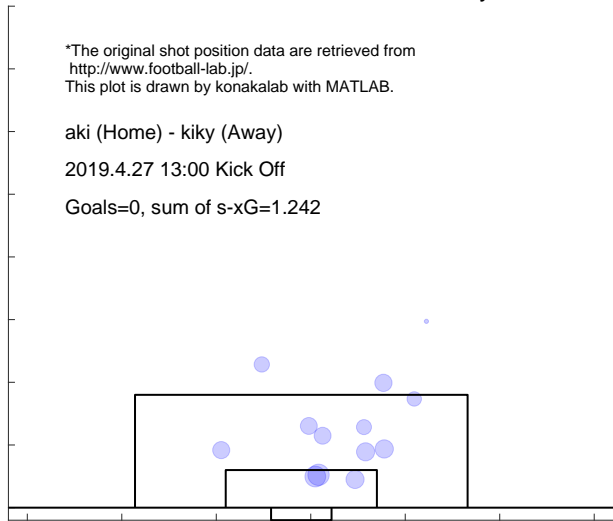 *The original shot position data are retrieved from
http://www.football-lab.jp/.
This plot is drawn by konakalab with MATLAB.
aki (Home) - kiky (Away)
2019.4.27 13:00 Kick Off
Goals=0, sum of s-xG=1.242